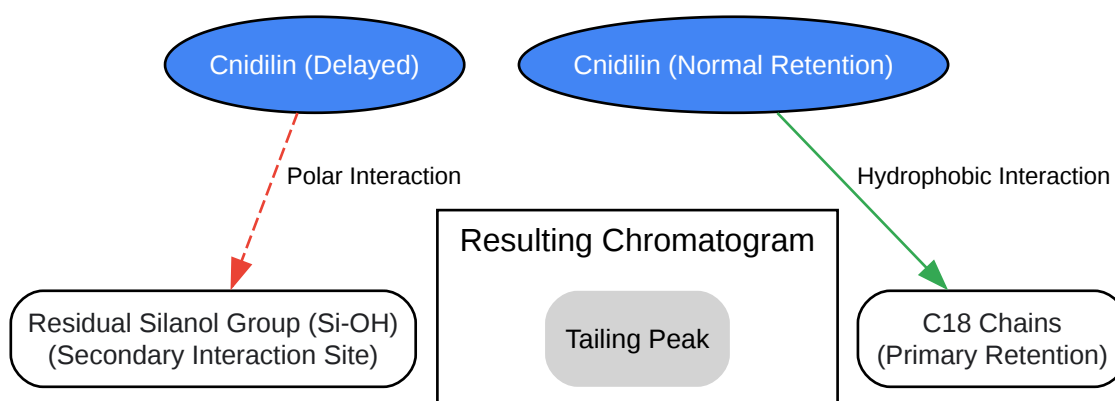 Cnidilin (Delayed)
Cnidilin (Normal Retention)
Polar Interaction
Hydrophobic Interaction
Resulting Chromatogram
Residual Silanol Group (Si-OH)
(Secondary Interaction Site)
Tailing Peak
C18 Chains
(Primary Retention)